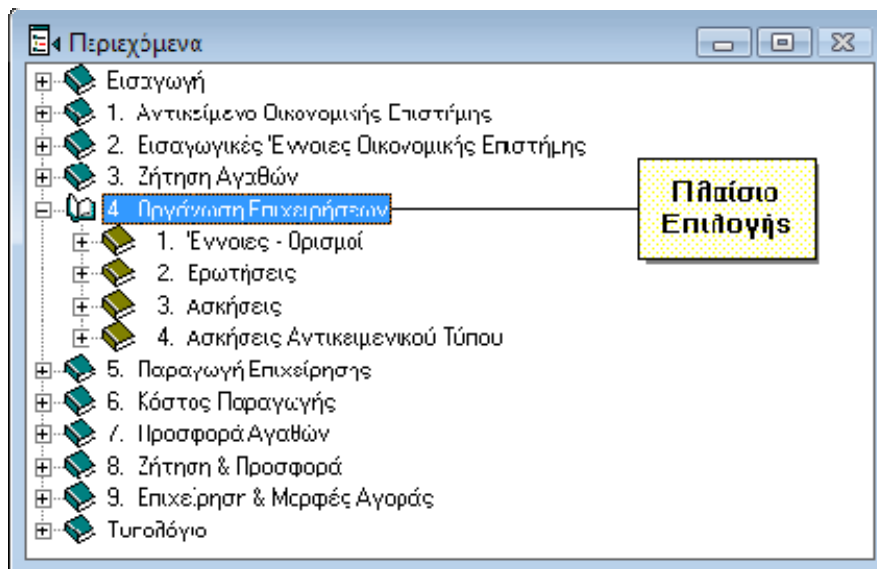 Περιεχόμενα
Εισαγωγή
1. Αντικείμενο Οικονομικής Επιστήμης
2. Εισαγωγικές Έννοιες Οικονομικής Επιστήμης
3. Ζήτηση Αγαθών
Πλαίσιο
Επιλογής
4. Οργάνωση Επιχειρήσεων
1. Έννοιες - Ορισμοί
2. Ερωτήσεις
3. Ασκήσεις
4. Ασκήσεις Αντικειμενικού Τύπου
5. Παραγωγή Επιχείρησης
6. Κόστος Παραγωγής
7. Προσφορά Αγαθών
8. Ζήτηση & Προσφορά
9. Επιχείρηση & Μορφές Αγοράς
Τυπολόγιο